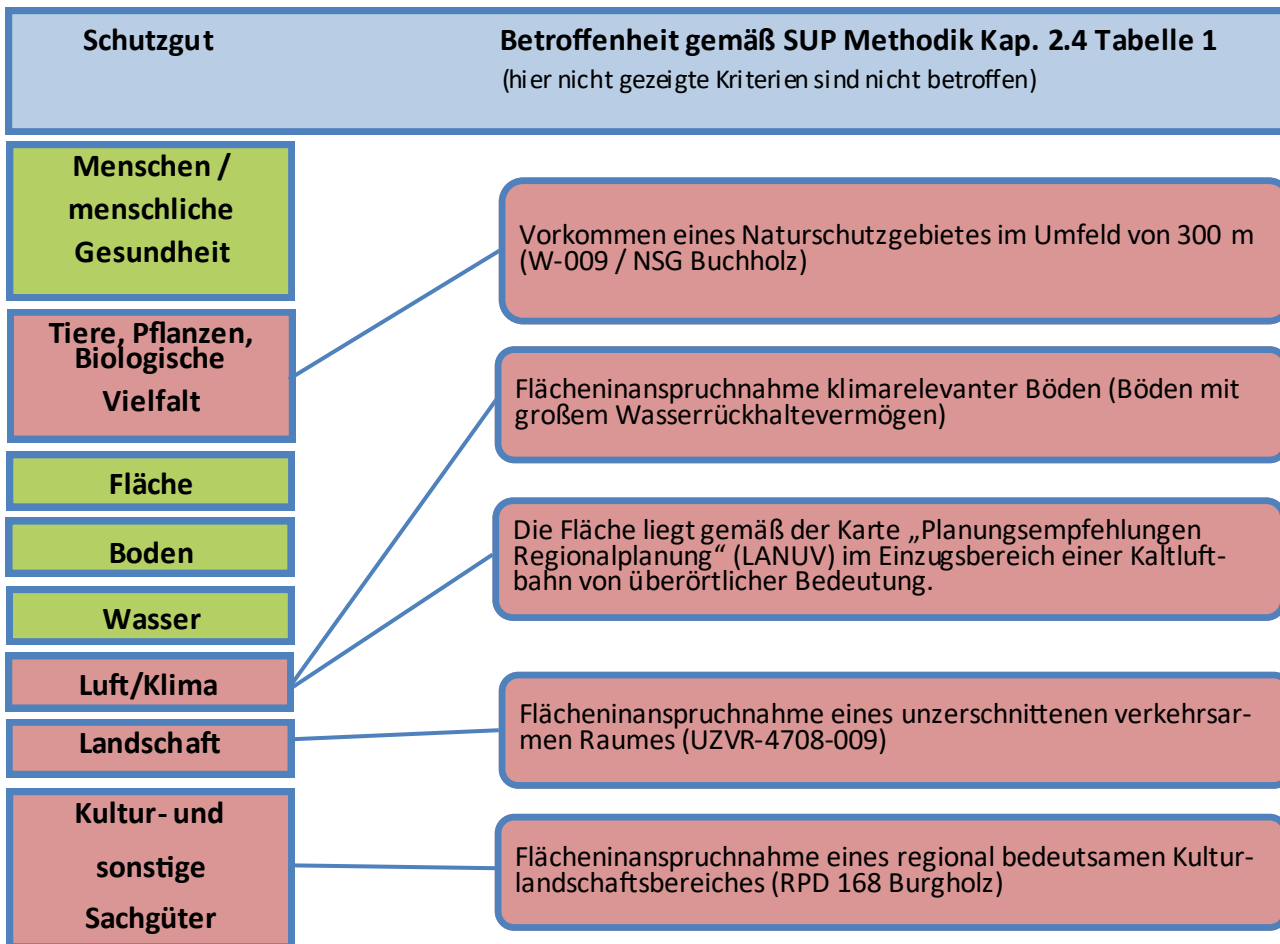 Schutzgut
Betroffenheit gemäß SUP Methodik Kap. 2.4 Tabelle 1
(hier nicht gezeigte Kriterien sind nicht betroffen)
Menschen /
menschliche
Gesundheit
Tiere, Pflanzen,
Biologische
Vielfalt
Fläche
Boden
Wasser
Luft/Klima
Landschaft
Kultur- und
sonstige
Sachgüter
Vorkommen eines Naturschutzgebietes im Umfeld von 300 m
(W-009 / NSG Buchholz)
Flächeninanspruchnahme klimarelevanter Böden (Böden mit
großem Wasserrückhaltevermögen)
Die Fläche liegt gemäß der Karte „Planungsempfehlungen
Regionalplanung“ (LANUV) im Einzugsbereich einer Kaltluft-
bahn von überörtlicher Bedeutung.
Flächeninanspruchnahme eines unzerschnittenen verkehrsar-
men Raumes (UZVR-4708-009)
Flächeninanspruchnahme eines regional bedeutsamen Kultur-
landschaftsbereiches (RPD 168 Burgholz)